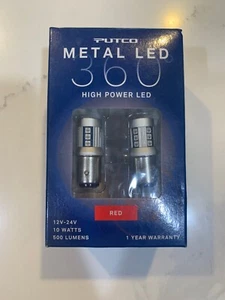 PUTCO
METAL LED
360°
HIGH POWER LED
RED
12V-24V
10 WATTS
500 LUMENS
1 YEAR WARRANTY